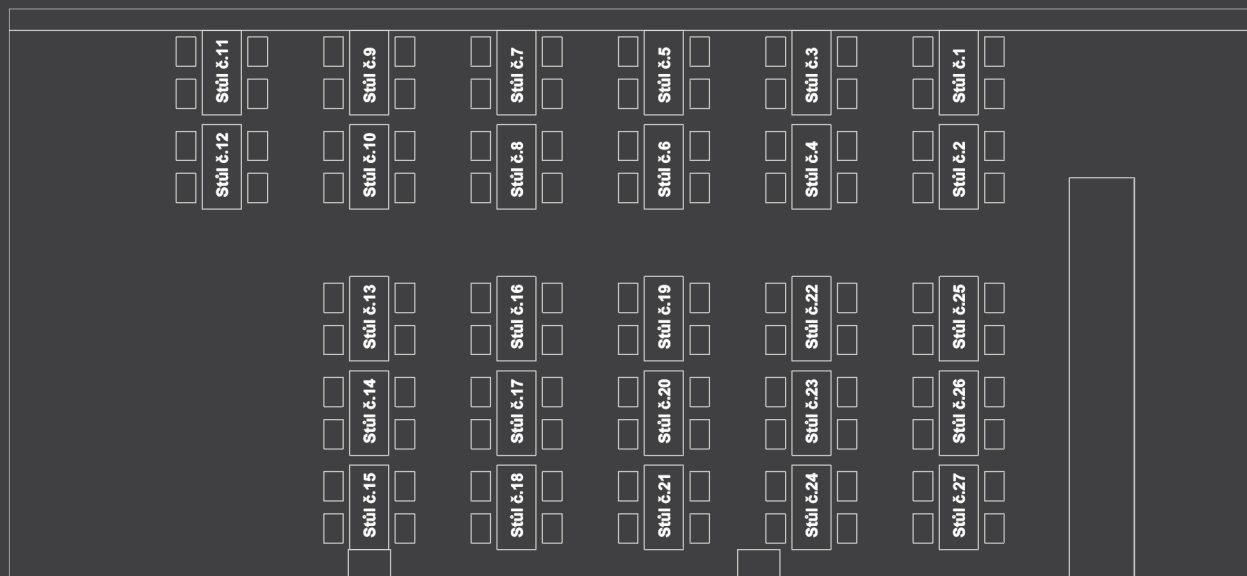 Stůl č.11
Stůl č.9
Stůl č.7
Stůl č.5
Stůl č.3
Stůl č.1
Stůl č.12
Stůl č.10
Stůl č.8
Stůl č.6
Stůl č.4
Stůl č.2
Stůl č.13
Stůl č.16
Stůl č.19
Stůl č.22
Stůl č.25
Stůl č.14
Stůl č.17
Stůl č.20
Stůl č.23
Stůl č.26
Stůl č.15
Stůl č.18
Stůl č.21
Stůl č.24
Stůl č.27